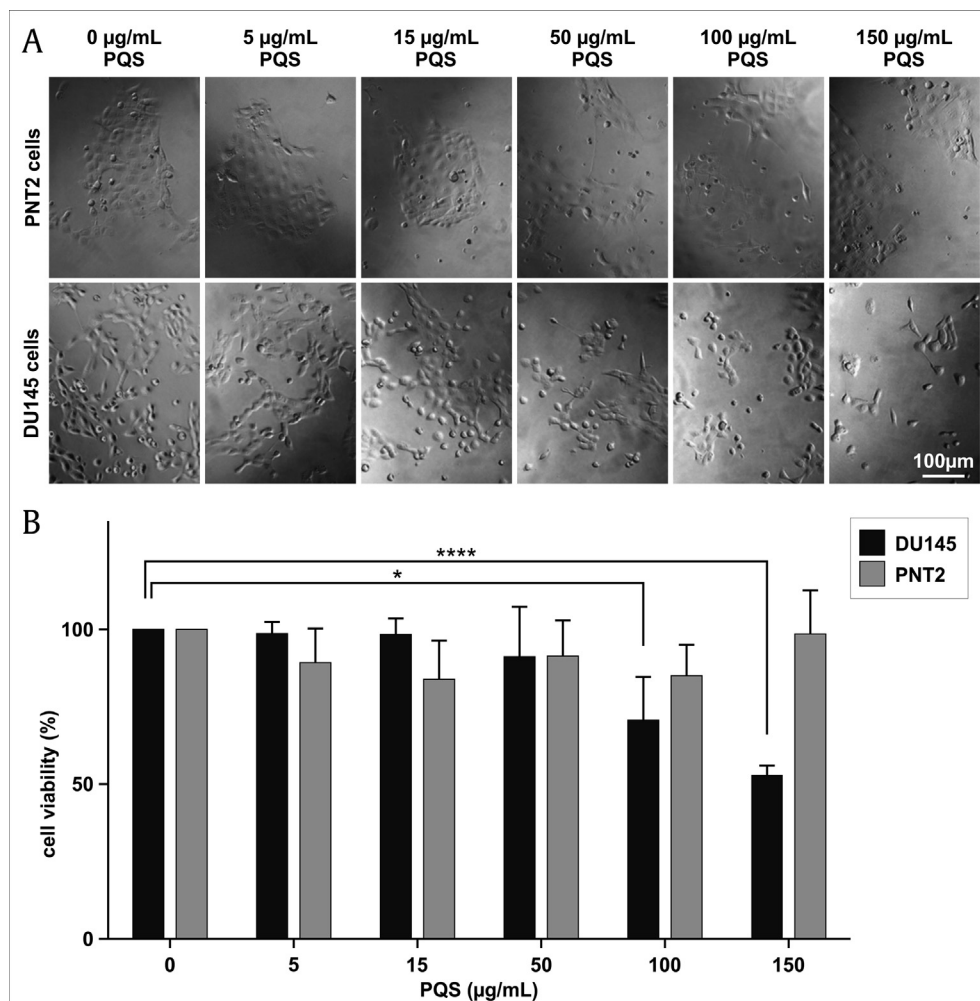 A
0 µg/mL
PQS
5 µg/mL
PQS
15 µg/mL
PQS
50 µg/mL
PQS
100 µg/mL
PQS
150 µg/mL
PQS
PNT2 cells
DU145 cells
100µm
B
DU145
PNT2
****
*
cell viability (%)
100
50
0
0
5
15
50
100
150
PQS (µg/mL)